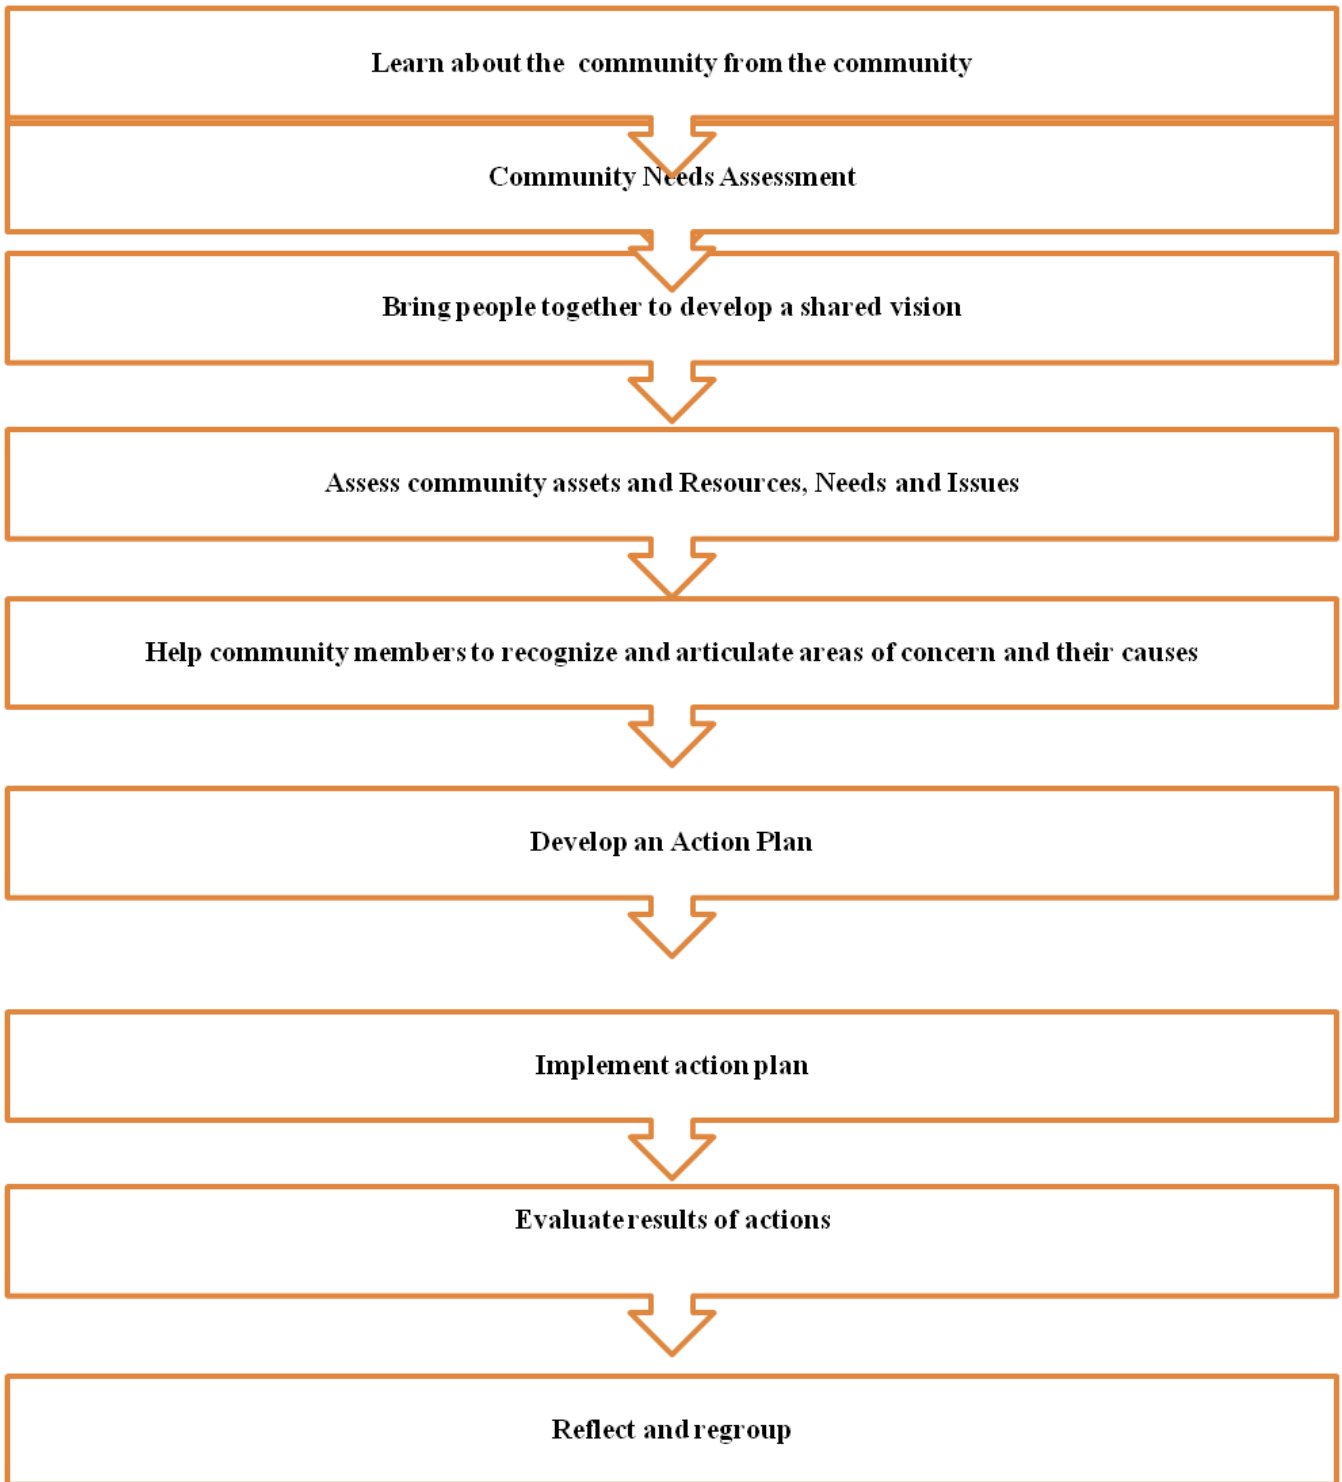 Learn about the community from the community
Community Needs Assessment
Bring people together to develop a shared vision
Assess community assets and Resources, Needs and Issues
Help community members to recognize and articulate areas of concern and their causes
Develop an Action Plan
Implement action plan
Evaluate results of actions
Reflect and regroup